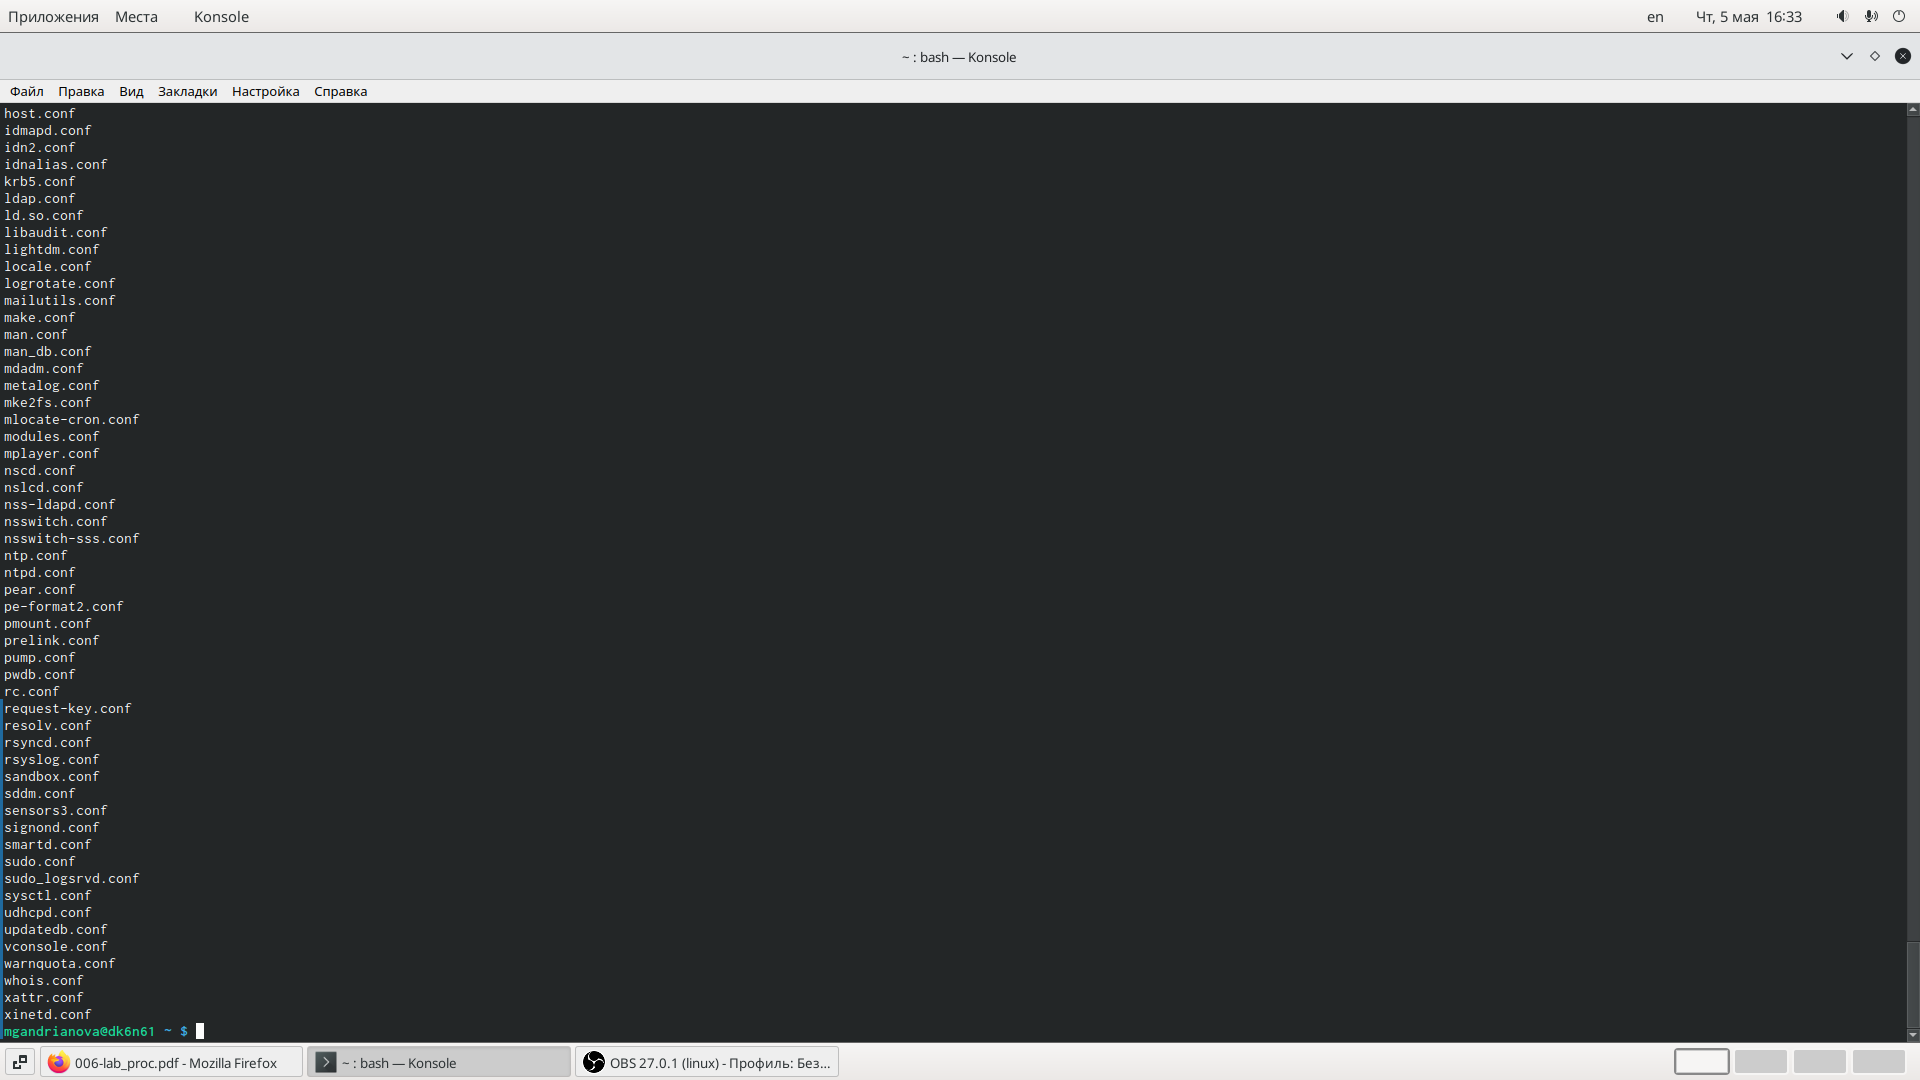 Приложения Места Konsole en Чт, 5 мая 16:33
~ : bash — Konsole
Файл Правка Вид Закладки Настройка Справка
host.conf
idmapd.conf
idn2.conf
idnalias.conf
krb5.conf
ldap.conf
ld.so.conf
libaudit.conf
lightdm.conf
locale.conf
logrotate.conf
mailutils.conf
make.conf
man.conf
man_db.conf
mdadm.conf
metalog.conf
mke2fs.conf
mlocate-cron.conf
modules.conf
mplayer.conf
nscd.conf
nslcd.conf
nss-ldapd.conf
nsswitch.conf
nsswitch-sss.conf
ntp.conf
ntpd.conf
pear.conf
pe-format2.conf
pmount.conf
prelink.conf
pump.conf
pwdb.conf
rc.conf
request-key.conf
resolv.conf
rsyncd.conf
rsyslog.conf
sandbox.conf
sddm.conf
sensors3.conf
signond.conf
smartd.conf
sudo.conf
sudo_logsrvd.conf
sysctl.conf
udhcpd.conf
updatedb.conf
vconsole.conf
warnquota.conf
whois.conf
xattr.conf
xinetd.conf
mgandrianova@dk6n61 ~ $
006-lab_proc.pdf - Mozilla Firefox ~ : bash — Konsole OBS 27.0.1 (linux) - Профиль: Без...